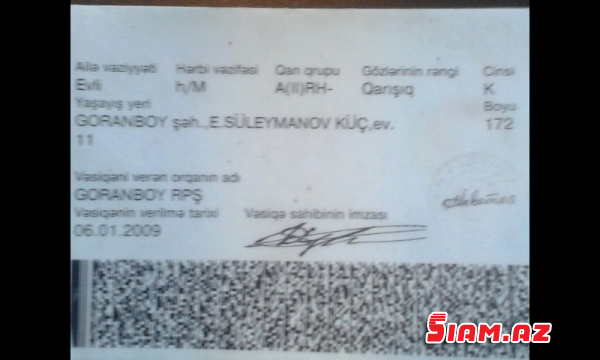 Ailə vəziyyəti Hərbi vəzifəsi Qan qrupu Gözlərinin rəngi Cinsi
Evli h/M A(II)RH- Qarışıq K
Yaşayış yeri Boyu
GORANBOY şəh.,E.SÜLEYMANOV KÜÇ,ev. 172
11
Vəsiqəni verən orqanın adı
GORANBOY RPŞ
Vəsiqənin verilmə tarixi Vəsiqə sahibinin imzası
06.01.2009
SIAM.AZ